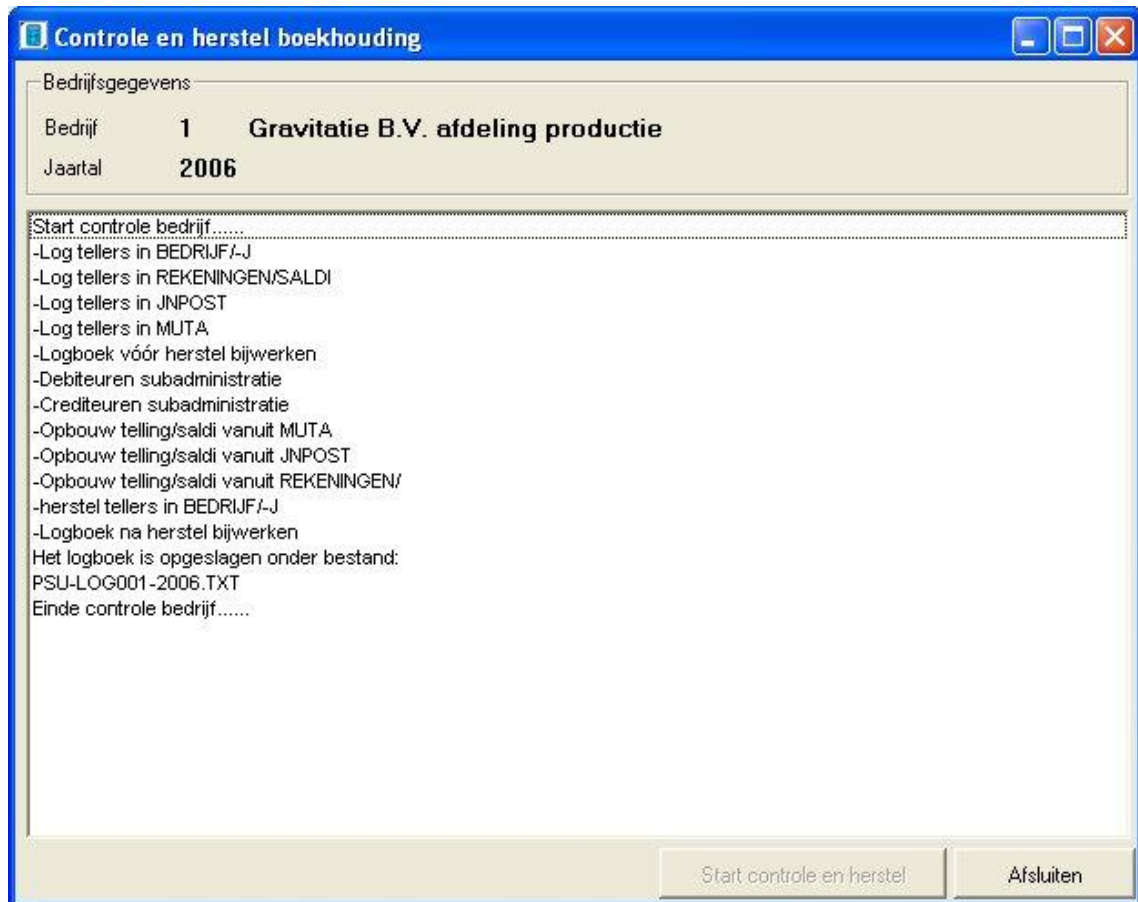 Controle en herstel boekhouding
Bedrijfsgegevens
Bedrijf 1 Gravitatie B.V. afdeling productie
Jaartal 2006
Start controle bedrijf......
-Log tellers in BEDRIJF/-J
-Log tellers in REKENINGEN/SALDI
-Log tellers in JNPOST
-Log tellers in MUTA
-Logboek vóór herstel bijwerken
-Debiteuren subadministratie
-Crediteuren subadministratie
-Opbouw telling/saldi vanuit MUTA
-Opbouw telling/saldi vanuit JNPOST
-Opbouw telling/saldi vanuit REKENINGEN/
-herstel tellers in BEDRIJF/-J
-Logboek na herstel bijwerken
Het logboek is opgeslagen onder bestand:
PSU-LOG001-2006.TXT
Einde controle bedrijf......
Start controle en herstel Afsluiten